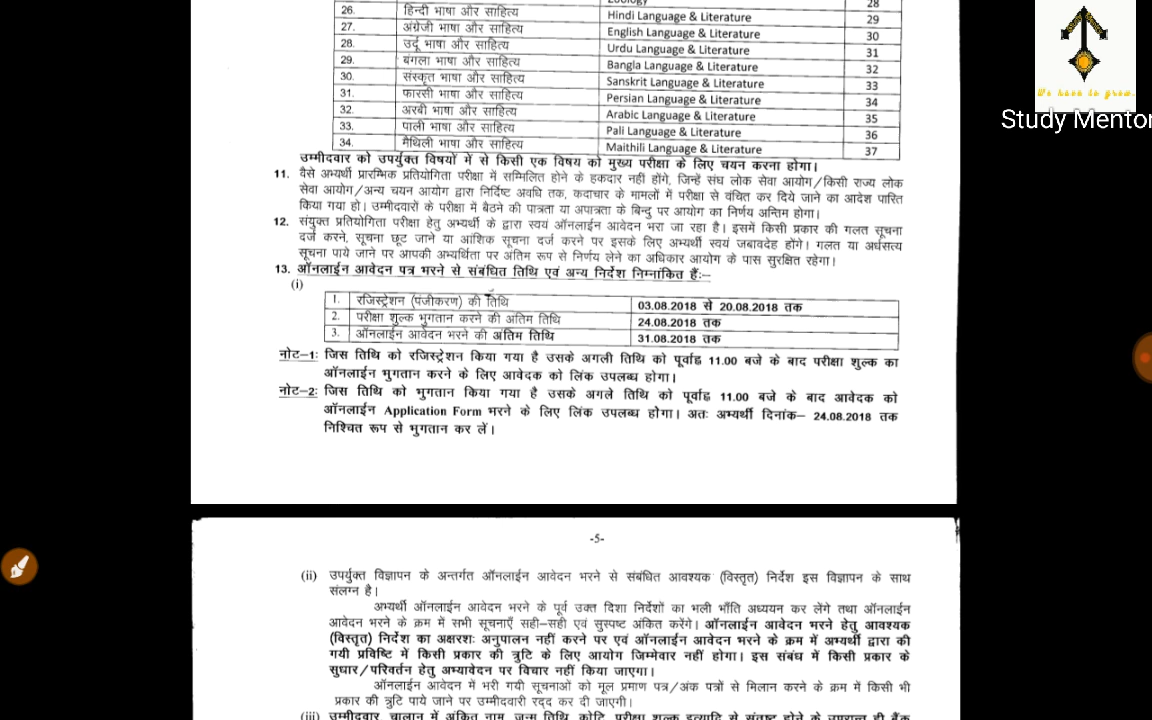 Zoology 28
26. हिन्दी भाषा और साहित्य Hindi Language & Literature 29
27. अंग्रेजी भाषा और साहित्य English Language & Literature 30
28. उर्दू भाषा और साहित्य Urdu Language & Literature 31
29. बंगला भाषा और साहित्य Bangla Language & Literature 32
30. संस्कृत भाषा और साहित्य Sanskrit Language & Literature 33
31. फारसी भाषा और साहित्य Persian Language & Literature 34
32. अरबी भाषा और साहित्य Arabic Language & Literature 35
33. पाली भाषा और साहित्य Pali Language & Literature 36
34. मैथिली भाषा और साहित्य Maithili Language & Literature 37
उम्मीदवार को उपर्युक्त विषयों में से किसी एक विषय को मुख्य परीक्षा के लिए चयन करना होगा।
11. वैसे अभ्यर्थी प्रारम्भिक प्रतियोगिता परीक्षा में सम्मिलित होने के हकदार नहीं होंगे, जिन्हें संघ लोक सेवा आयोग/किसी राज्य लोक
सेवा आयोग/अन्य चयन आयोग द्वारा निर्दिष्ट अवधि तक, कदाचार के मामलों में परीक्षा से वंचित कर दिये जाने का आदेश पारित
किया गया हो। उम्मीदवारों के परीक्षा में बैठने की पात्रता या अपात्रता के बिन्दु पर आयोग का निर्णय अन्तिम होगा।
12. संयुक्त प्रतियोगिता परीक्षा हेतु अभ्यर्थी के द्वारा स्वयं ऑनलाईन आवेदन भरा जा रहा है। इसमें किसी प्रकार की गलत सूचना
दर्ज करने, सूचना छूट जाने या आंशिक सूचना दर्ज करने पर इसके लिए अभ्यर्थी स्वयं जबावदेह होंगे। गलत या अर्धसत्य
सूचना पाये जाने पर आपकी अभ्यर्थिता पर अंतिम रूप से निर्णय लेने का अधिकार आयोग के पास सुरक्षित रहेगा।
13. ऑनलाईन आवेदन पत्र भरने से संबंधित तिथि एवं अन्य निर्देश निम्नांकित हैंः–
(i)
1. रजिस्ट्रेशन (पंजीकरण) की तिथि 03.08.2018 से 20.08.2018 तक
2. परीक्षा शुल्क भुगतान करने की अंतिम तिथि 24.08.2018 तक
3. ऑनलाईन आवेदन भरने की अंतिम तिथि 31.08.2018 तक
नोट–1ः जिस तिथि को रजिस्ट्रेशन किया गया है उसके अगली तिथि को पूर्वाह्न 11.00 बजे के बाद परीक्षा शुल्क का
ऑनलाईन भुगतान करने के लिए आवेदक को लिंक उपलब्ध होगा।
नोट–2ः जिस तिथि को भुगतान किया गया है उसके अगले तिथि को पूर्वाह्न 11.00 बजे के बाद आवेदक को
ऑनलाईन Application Form भरने के लिए लिंक उपलब्ध होगा। अतः अभ्यर्थी दिनांक– 24.08.2018 तक
निश्चित रूप से भुगतान कर लें।
-5-
(ii) उपर्युक्त विज्ञापन के अन्तर्गत ऑनलाईन आवेदन भरने से संबंधित आवश्यक (विस्तृत) निर्देश इस विज्ञापन के साथ
संलग्न है।
अभ्यर्थी ऑनलाईन आवेदन भरने के पूर्व उक्त दिशा निर्देशों का भली भाँति अध्ययन कर लेंगे तथा ऑनलाईन
आवेदन भरने के क्रम में सभी सूचनाएँ सही–सही एवं सुस्पष्ट अंकित करेंगे। ऑनलाईन आवेदन भरने हेतु आवश्यक
(विस्तृत) निर्देश का अक्षरशः अनुपालन नहीं करने पर एवं ऑनलाईन आवेदन भरने के क्रम में अभ्यर्थी द्वारा की
गयी प्रविष्टि में किसी प्रकार की त्रुटि के लिए आयोग जिम्मेवार नहीं होगा। इस संबंध में किसी प्रकार के
सुधार/परिवर्तन हेतु अभ्यावेदन पर विचार नहीं किया जाएगा।
ऑनलाईन आवेदन में भरी गयी सूचनाओं को मूल प्रमाण पत्र/अंक पत्रों से मिलान करने के क्रम में किसी भी
प्रकार की त्रुटि पाये जाने पर उम्मीदवारी रद्द कर दी जाएगी।
(iii) उम्मीदवार चालान में अंकित नाम, जन्म तिथि, कोटि, परीक्षा शुल्क इत्यादि से संतुष्ट होने के उपरान्त ही बैंक
We have to grow.
Study Mentor